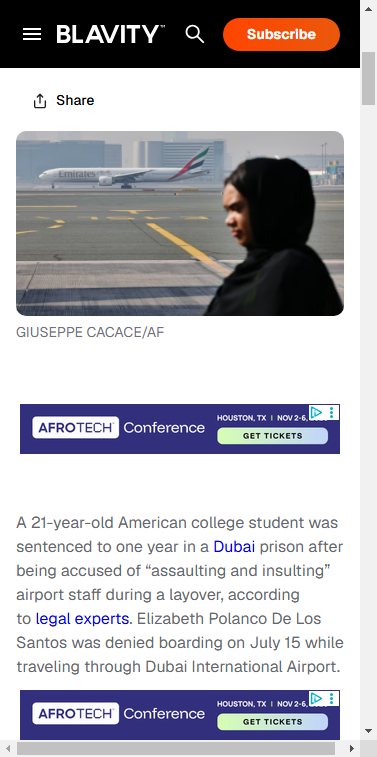 BLAVITY™
Subscribe
Share
Emirates
GIUSEPPE CACACE/AF
AFROTECH Conference
HOUSTON, TX | NOV 2-6,
GET TICKETS
A 21-year-old American college student was
sentenced to one year in a Dubai prison after
being accused of “assaulting and insulting”
airport staff during a layover, according
to legal experts. Elizabeth Polanco De Los
Santos was denied boarding on July 15 while
traveling through Dubai International Airport.
AFROTECH Conference
HOUSTON, TX | NOV 2-6,
GET TICKETS